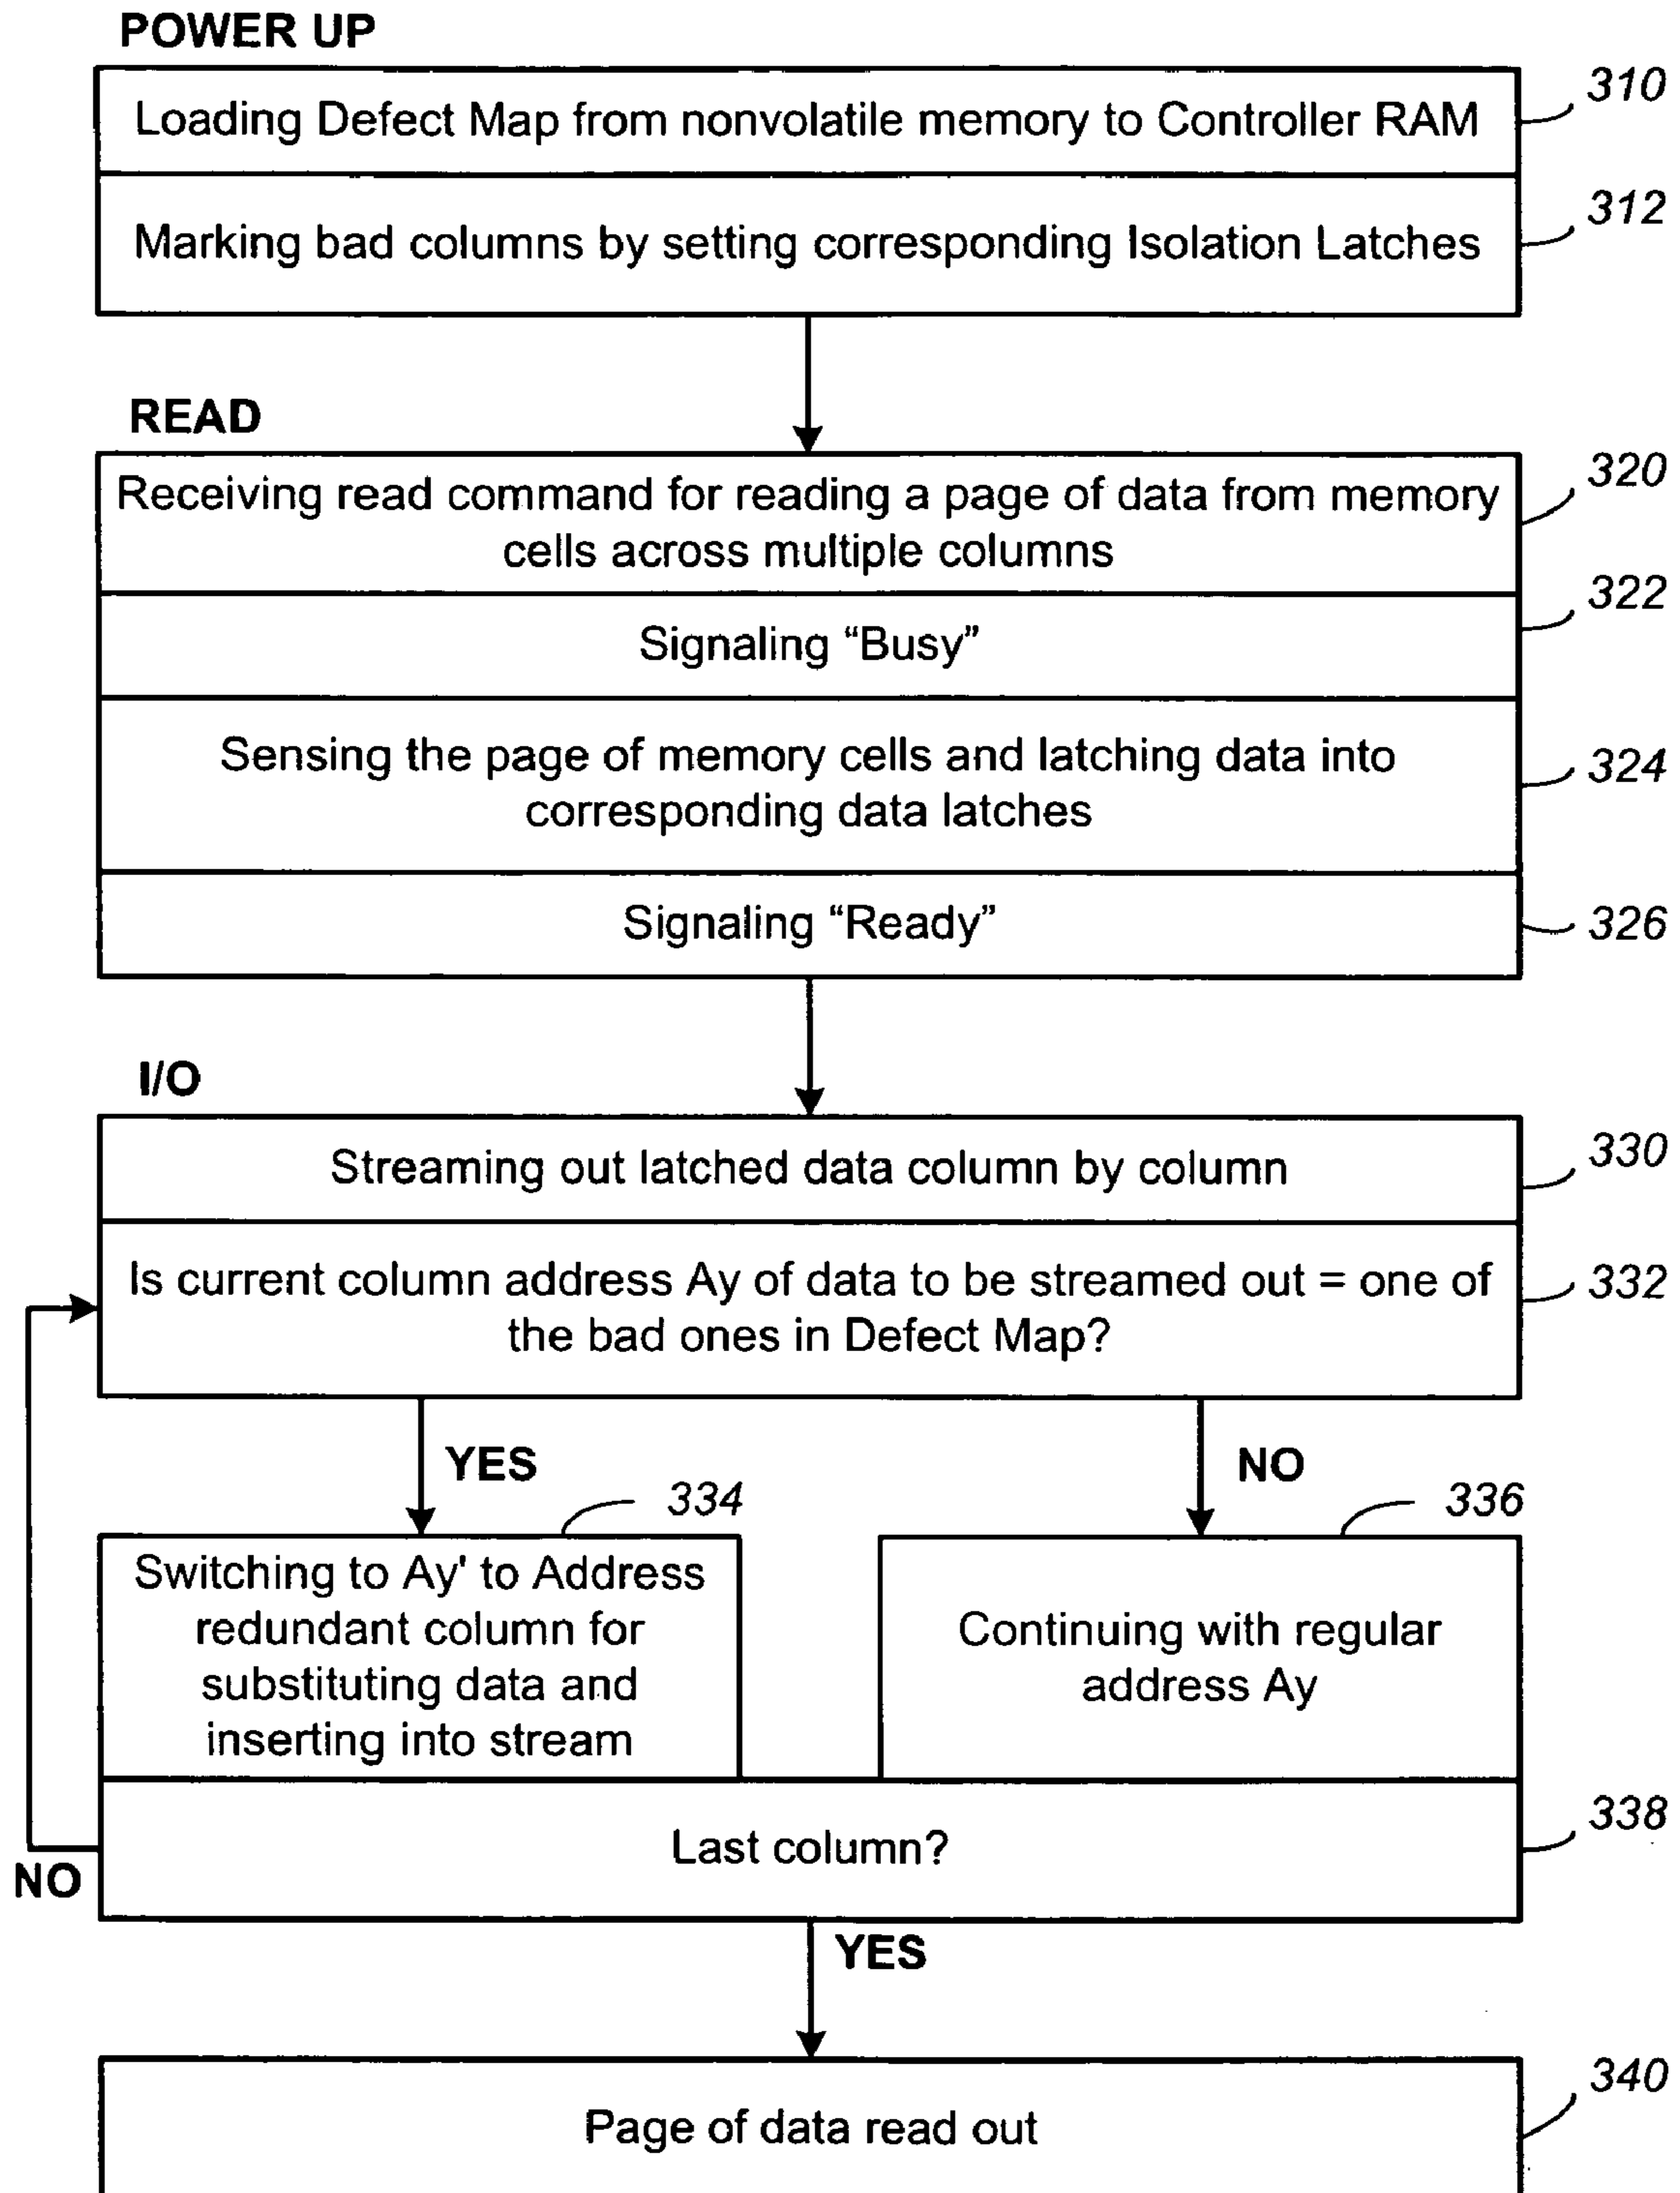 POWER UP
Loading Defect Map from nonvolatile memory to Controller RAM
310
Marking bad columns by setting corresponding Isolation Latches
312
READ
Receiving read command for reading a page of data from memory
cells across multiple columns
320
Signaling “Busy”
322
Sensing the page of memory cells and latching data into
corresponding data latches
324
Signaling “Ready”
326
I/O
Streaming out latched data column by column
330
Is current column address Ay of data to be streamed out = one of
the bad ones in Defect Map?
332
YES
NO
334
Switching to Ay' to Address
redundant column for
substituting data and
inserting into stream
336
Continuing with regular
address Ay
Last column?
338
NO
YES
Page of data read out
340